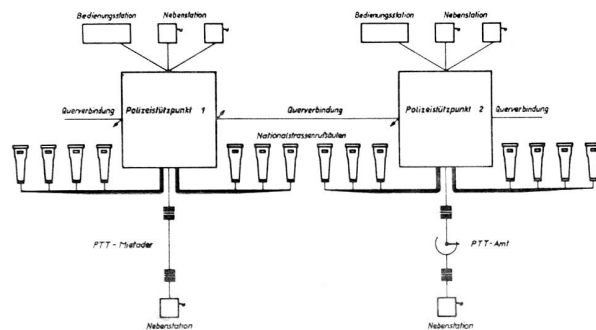 Bedienungsstation
Nebenstation
Bedienungsstation
Nebenstation
Querverbindung
Polizeistützpunkt 1
Querverbindung
Polizeistützpunkt 2
Querverbindung
Nationalstrassenrufsäulen
PTT-Mietader
PTT-Amt
Nebenstation
Nebenstation